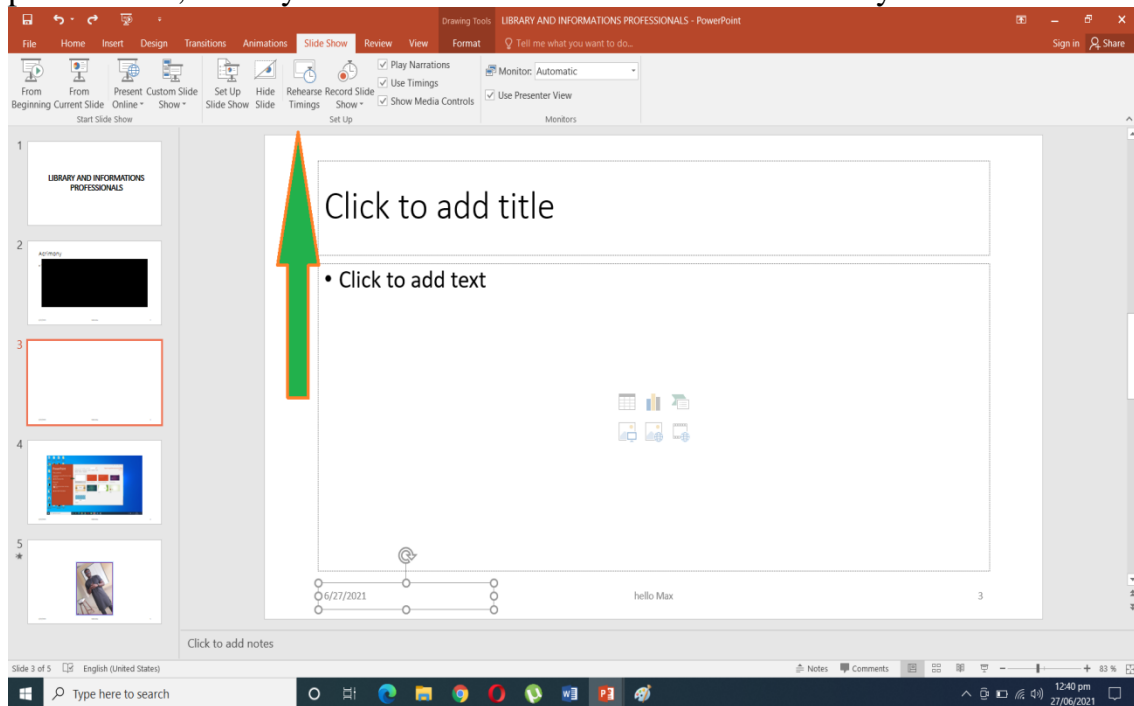 Drawing Tools LIBRARY AND INFORMATIONS PROFESSIONALS - PowerPoint
File Home Insert Design Transitions Animations Slide Show Review View Format Tell me what you want to do... Sign in Share
From Beginning
From Current Slide
Present Online
Custom Slide Show
Start Slide Show
Set Up Slide Show
Hide Slide
Rehearse Timings
Record Slide Show
Play Narrations
Use Timings
Show Media Controls
Set Up
Monitor: Automatic
Use Presenter View
Monitors
1
LIBRARY AND INFORMATIONS
PROFESSIONALS
2
3
4
5
Click to add title
• Click to add text
6/27/2021 hello Max 3
Click to add notes
Slide 3 of 5 English (United States) Notes Comments 83 %
Type here to search
12:40 pm
27/06/2021